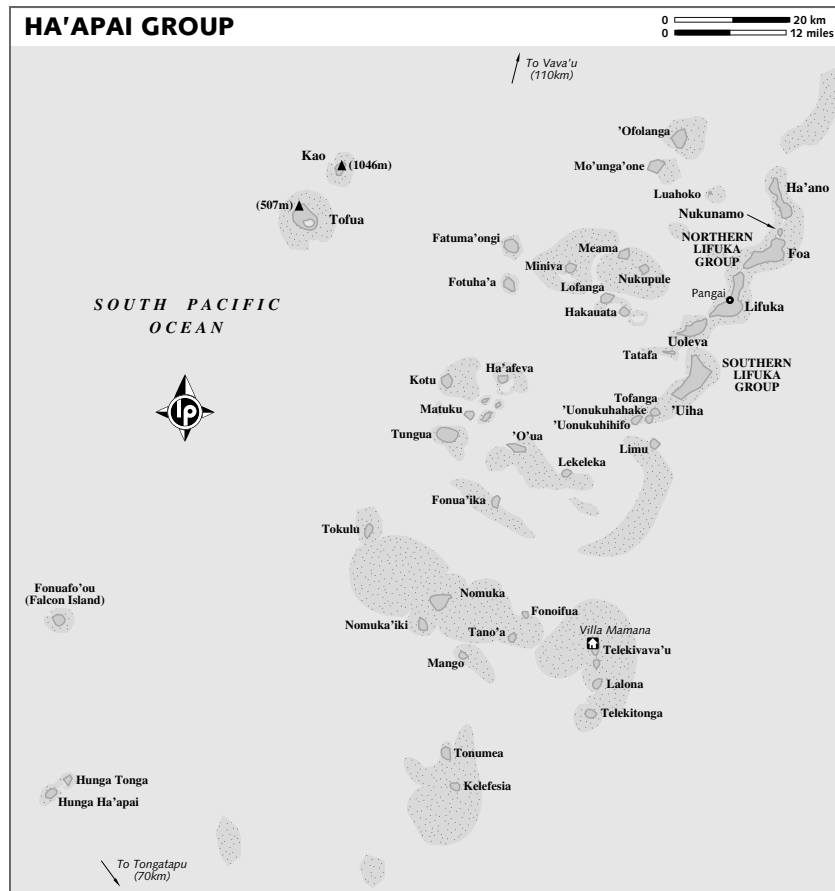 HA'APAI GROUP
0 20 km
0 12 miles
To Vava'u
(110km)
'Ofolanga
Kao
(1046m)
Mo'unga'one
Luahoko
Ha'ano
(507m)
Tofua
Nukunamo
NORTHERN
LIFUKA
GROUP
Fatuma'ongi
Meama
Foa
Miniva
Nukupule
Fotuha'a
Lofanga
Pangai
SOUTH PACIFIC
OCEAN
Hakauata
Lifuka
Uoleva
Tatafa
SOUTHERN
LIFUKA
GROUP
Ha'afeva
Kotu
Tofanga
Matuku
'Uonukuhahake
'Uiha
'Uonukuhihifo
lp
Tungua
'O'ua
Limu
Lekeleka
Fonua'ika
Tokulu
Fonuafo'ou
(Falcon Island)
Nomuka
Fonoifua
Nomuka'iki
Tano'a
Villa Mamana
Telekivava'u
Mango
Lalona
Telekitonga
Tonumea
Hunga Tonga
Kelefesia
Hunga Ha'apai
To Tongatapu
(70km)